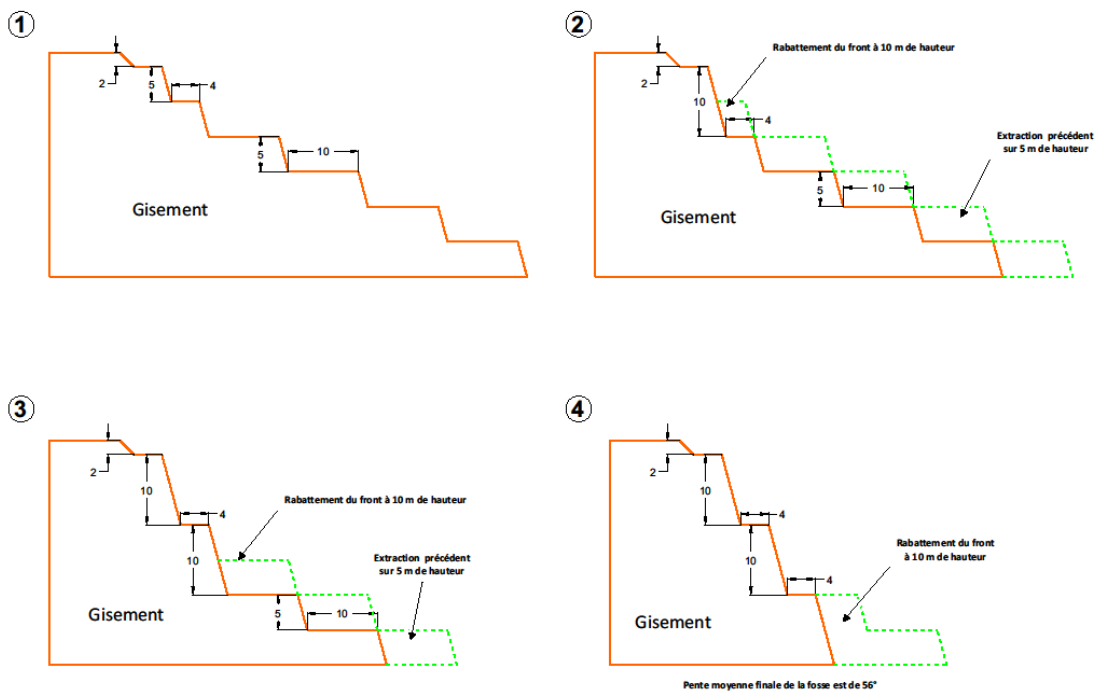 1
2
5
4
5
10
Gisement
2
Rabattement du front à 10 m de hauteur
2
10
4
Extraction précédent
sur 5 m de hauteur
5
10
Gisement
3
2
10
4
Rabattement du front à 10 m de hauteur
10
Extraction précédent
sur 5 m de hauteur
5
10
Gisement
4
2
10
4
Rabattement du front
à 10 m de hauteur
10
4
Gisement
Pente moyenne finale de la fosse est de 56°